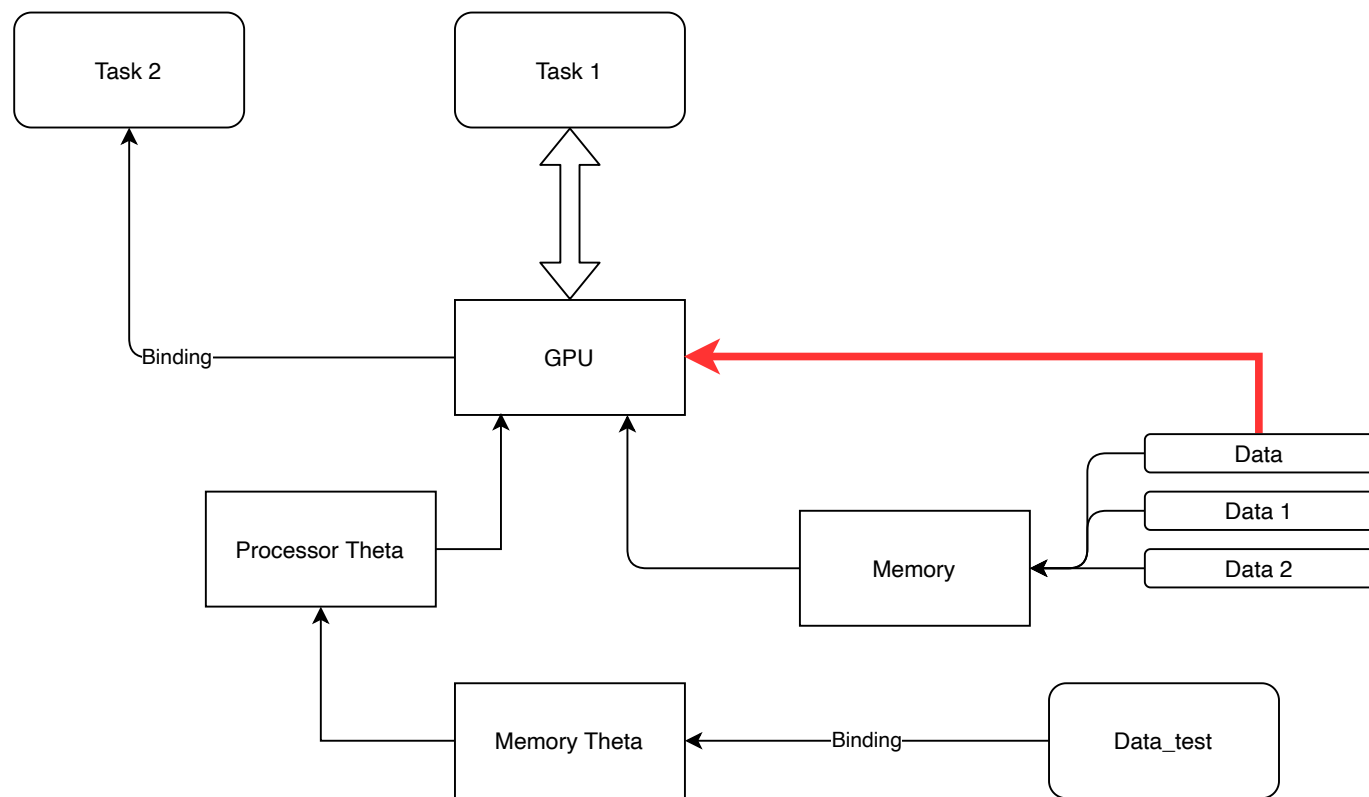 Task 2
Task 1
Binding
GPU
Data
Data 1
Processor Theta
Memory
Data 2
Memory Theta
Binding
Data_test